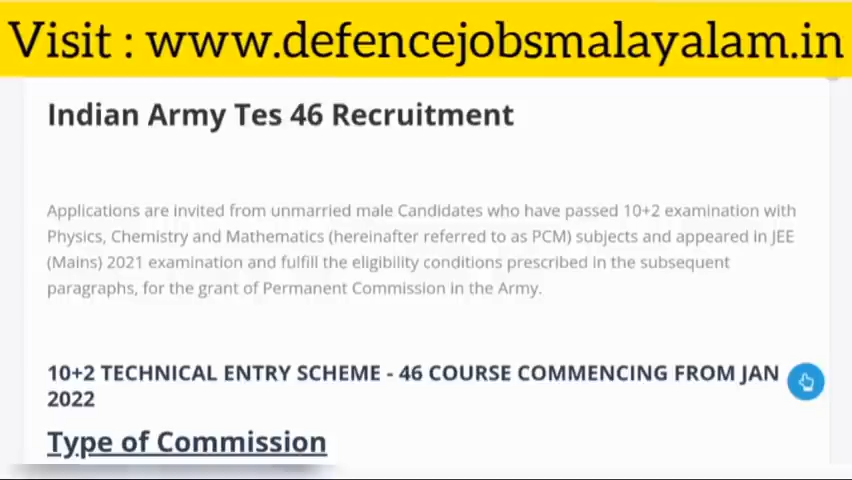 Visit : www.defencejobsmalayalam.in
Indian Army Tes 46 Recruitment
Applications are invited from unmarried male Candidates who have passed 10+2 examination with
Physics, Chemistry and Mathematics (hereinafter referred to as PCM) subjects and appeared in JEE
(Mains) 2021 examination and fulfill the eligibility conditions prescribed in the subsequent
paragraphs, for the grant of Permanent Commission in the Army.
10+2 TECHNICAL ENTRY SCHEME - 46 COURSE COMMENCING FROM JAN
2022
Type of Commission